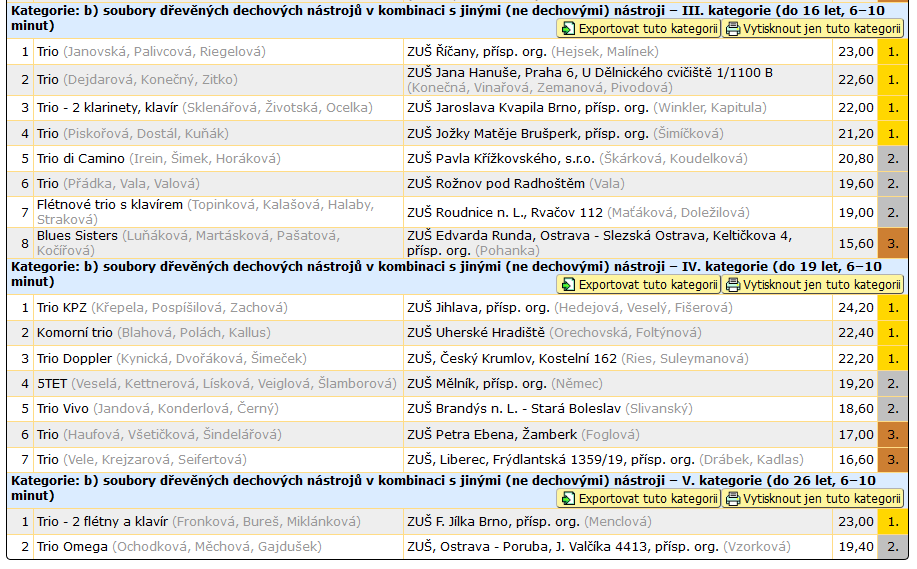 Kategorie: b) soubory dřevěných dechových nástrojů v kombinaci s jinými (ne dechovými) nástroji – III. kategorie (do 16 let, 6–10
minut)
Exportovat tuto kategorii Vytisknout jen tuto kategorii
1 Trio (Janovská, Palivcová, Riegelová) ZUŠ Říčany, přísp. org. (Hejsek, Malínek) 23,00 1.
2 Trio (Dejdarová, Konečný, Zitko) ZUŠ Jana Hanuše, Praha 6, U Dělnického cvičiště 1/1100 B 22,60 1.
(Konečná, Vinařová, Zemanová, Pivodová)
3 Trio - 2 klarinety, klavír (Sklenářová, Životská, Ocelka) ZUŠ Jaroslava Kvapila Brno, přísp. org. (Winkler, Kapitula) 22,00 1.
4 Trio (Piskořová, Dostál, Kuňák) ZUŠ Jožky Matěje Brušperk, přísp. org. (Šimíčková) 21,20 1.
5 Trio di Camino (Irein, Šimek, Horáková) ZUŠ Pavla Křížkovského, s.r.o. (Škárková, Koudelková) 20,80 2.
6 Trio (Přádka, Vala, Valová) ZUŠ Rožnov pod Radhoštěm (Vala) 19,60 2.
7 Flétnové trio s klavírem (Topinková, Kalašová, Halaby, ZUŠ Roudnice n. L., Rvačov 112 (Maťáková, Doležilová) 19,00 2.
Straková)
8 Blues Sisters (Luňáková, Martásková, Pašatová, ZUŠ Edvarda Runda, Ostrava - Slezská Ostrava, Keltičkova 4, 15,60 3.
Kočířová) přísp. org. (Pohanka)
Kategorie: b) soubory dřevěných dechových nástrojů v kombinaci s jinými (ne dechovými) nástroji – IV. kategorie (do 19 let, 6–10
minut)
Exportovat tuto kategorii Vytisknout jen tuto kategorii
1 Trio KPZ (Křepela, Pospíšilová, Zachová) ZUŠ Jihlava, přísp. org. (Hedejová, Veselý, Fišerová) 24,20 1.
2 Komorní trio (Blahová, Polách, Kallus) ZUŠ Uherské Hradiště (Orechovská, Foltýnová) 22,40 1.
3 Trio Doppler (Kynická, Dvořáková, Šimeček) ZUŠ, Český Krumlov, Kostelní 162 (Ries, Suleymanová) 22,20 1.
4 5TET (Veselá, Kettnerová, Lísková, Veiglová, Šlamborová) ZUŠ Mělník, přísp. org. (Němec) 19,20 2.
5 Trio Vivo (Jandová, Konderlová, Černý) ZUŠ Brandýs n. L. - Stará Boleslav (Slivanský) 18,60 2.
6 Trio (Haufová, Všetičková, Šindelářová) ZUŠ Petra Ebena, Žamberk (Foglová) 17,00 3.
7 Trio (Vele, Krejzarová, Seifertová) ZUŠ, Liberec, Frýdlantská 1359/19, přísp. org. (Drábek, Kadlas) 16,60 3.
Kategorie: b) soubory dřevěných dechových nástrojů v kombinaci s jinými (ne dechovými) nástroji – V. kategorie (do 26 let, 6–10
minut)
Exportovat tuto kategorii Vytisknout jen tuto kategorii
1 Trio - 2 flétny a klavír (Fronková, Bureš, Miklánková) ZUŠ F. Jílka Brno, přísp. org. (Menclová) 23,00 1.
2 Trio Omega (Ochodková, Měchová, Gajdušek) ZUŠ, Ostrava - Poruba, J. Valčíka 4413, přísp. org. (Vzorková) 19,40 2.